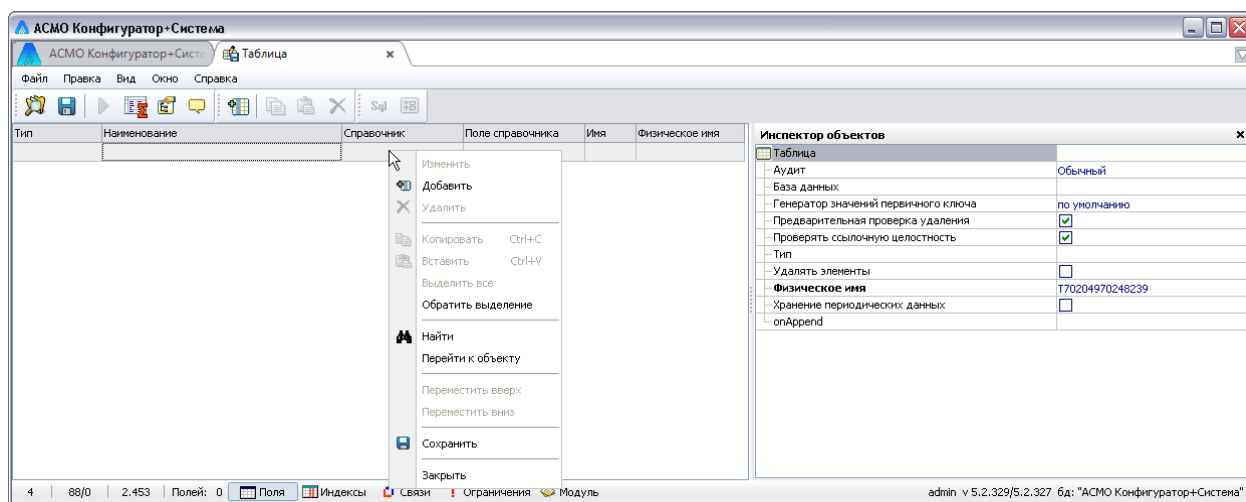 АСМО Конфигуратор+Система
АСМО Конфигуратор+Систе
Таблица
Файл Правка Вид Окно Справка
Sql
Тип Наименование Справочник Поле справочника Имя Физическое имя
Изменить
Добавить
Удалить
Копировать Ctrl+C
Вставить Ctrl+V
Выделить все
Обратить выделение
Найти
Перейти к объекту
Переместить вверх
Переместить вниз
Сохранить
Закрыть
Инспектор объектов
Таблица
Аудит Обычный
База данных
Генератор значений первичного ключа по умолчанию
Предварительная проверка удаления
Проверять ссылочную целостность
Тип
Удалять элементы
Физическое имя T70204970248239
Хранение периодических данных
onAppend
4 88/0 2.453 Полей: 0 Поля Индексы Связи Ограничения Модуль admin v 5.2.329/5.2.327 бд: "АСМО Конфигуратор+Система"